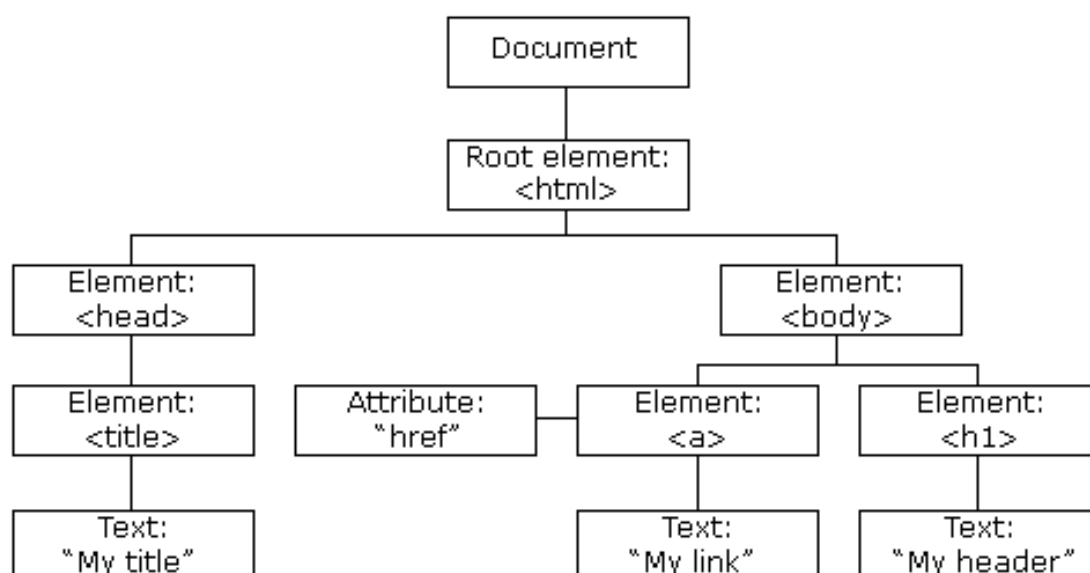 Document
Root element:
<html>
Element:
<head>
Element:
<body>
Element:
<title>
Attribute:
“href”
Element:
<a>
Element:
<h1>
Text:
“My title”
Text:
“My link”
Text:
“My header”